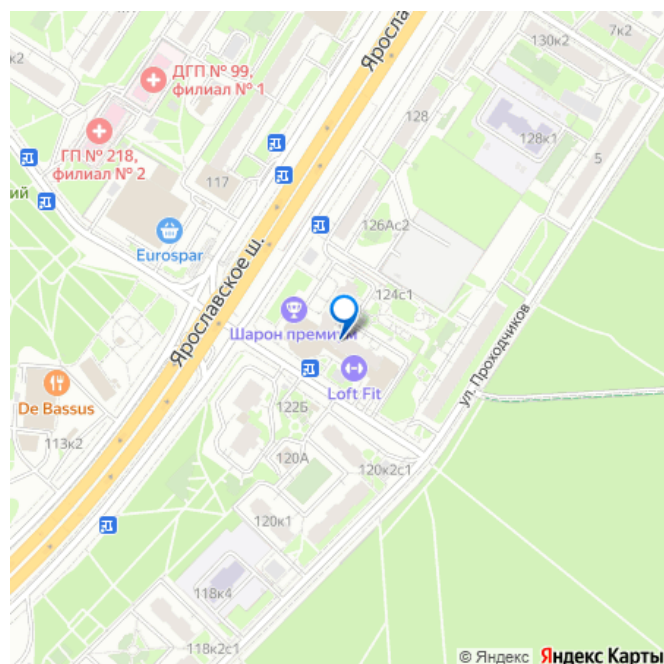 к2
ДГП № 99,
филиал № 1
Яросла
130к2
7к2
128
128к1
5
ГП № 218,
филиал № 2
117
ий
Eurospar
126Ас2
Ярославское ш.
124с1
Шарон премиум
ул. Проходчиков
Loft Fit
De Bassus
122Б
113к2
120А
120к2с1
120к1
118к4
118к2с1
© Яндекс Яндекс Карты